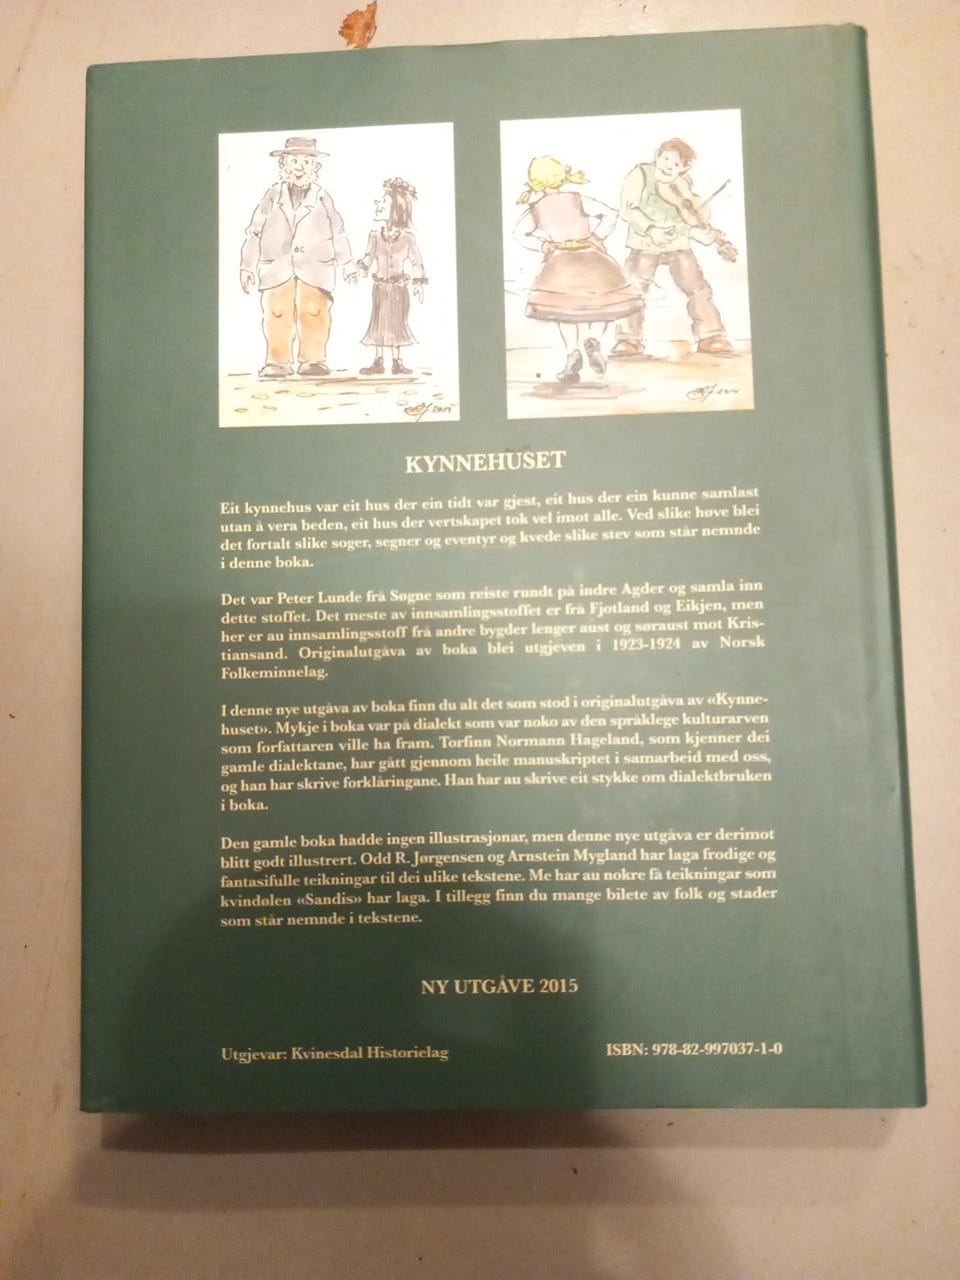 KYNNEHUSET
Eit kynnehus var eit hus der ein tidt var gjest, eit hus der ein kunne samlast
utan å vera beden, eit hus der vertskapet tok vel imot alle. Ved slike høve blei
det fortalt slike soger, segner og eventyr og kvede slike stev som står nemnde
i denne boka.
Det var Peter Lunde frå Søgne som reiste rundt på indre Agder og samla inn
dette stoffet. Det meste av innsamlingsstoffet er frå Fjotland og Eikjen, men
her er au innsamlingsstoff frå andre bygder lenger aust og søraust mot Kris-
tiansand. Originalutgåva av boka blei utgjeven i 1923-1924 av Norsk
Folkeminnelag.
I denne nye utgåva av boka finn du alt det som stod i originalutgåva av «Kynne-
huset». Mykje i boka var på dialekt som var noko av den språklege kulturarven
som forfattaren ville ha fram. Torfinn Normann Hageland, som kjenner dei
gamle dialektane, har gått gjennom heile manuskriptet i samarbeid med oss,
og han har skrive forklåringane. Han har au skrive eit stykke om dialektbruken
i boka.
Den gamle boka hadde ingen illustrasjonar, men denne nye utgåva er derimot
blitt godt illustrert. Odd R. Jørgensen og Arnstein Mygland har laga frodige og
fantasifulle teikningar til dei ulike tekstene. Me har au nokre få teikningar som
kvindølen «Sandis» har laga. I tillegg finn du mange bilete av folk og stader
som står nemnde i tekstene.
NY UTGÅVE 2015
Utgjevar: Kvinesdal Historielag
ISBN: 978-82-997037-1-0